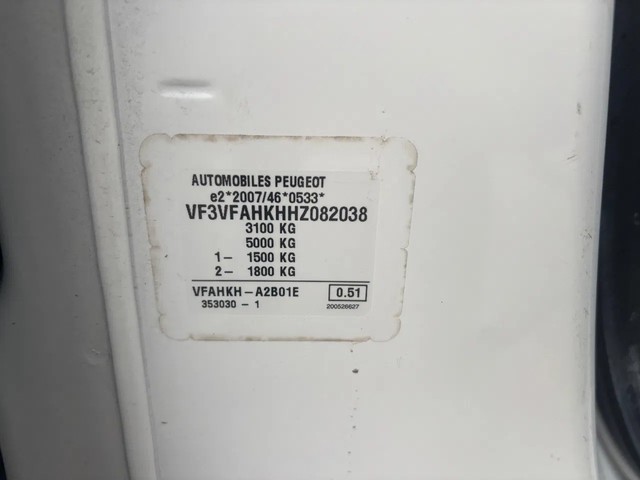 AUTOMOBILES PEUGEOT
e2*2007/46*0533*
VF3VFAHKHHZ082038
3100 KG
5000 KG
1- 1500 KG
2- 1800 KG
VFAHKH-A2B01E 0.51
353030 - 1 200526627